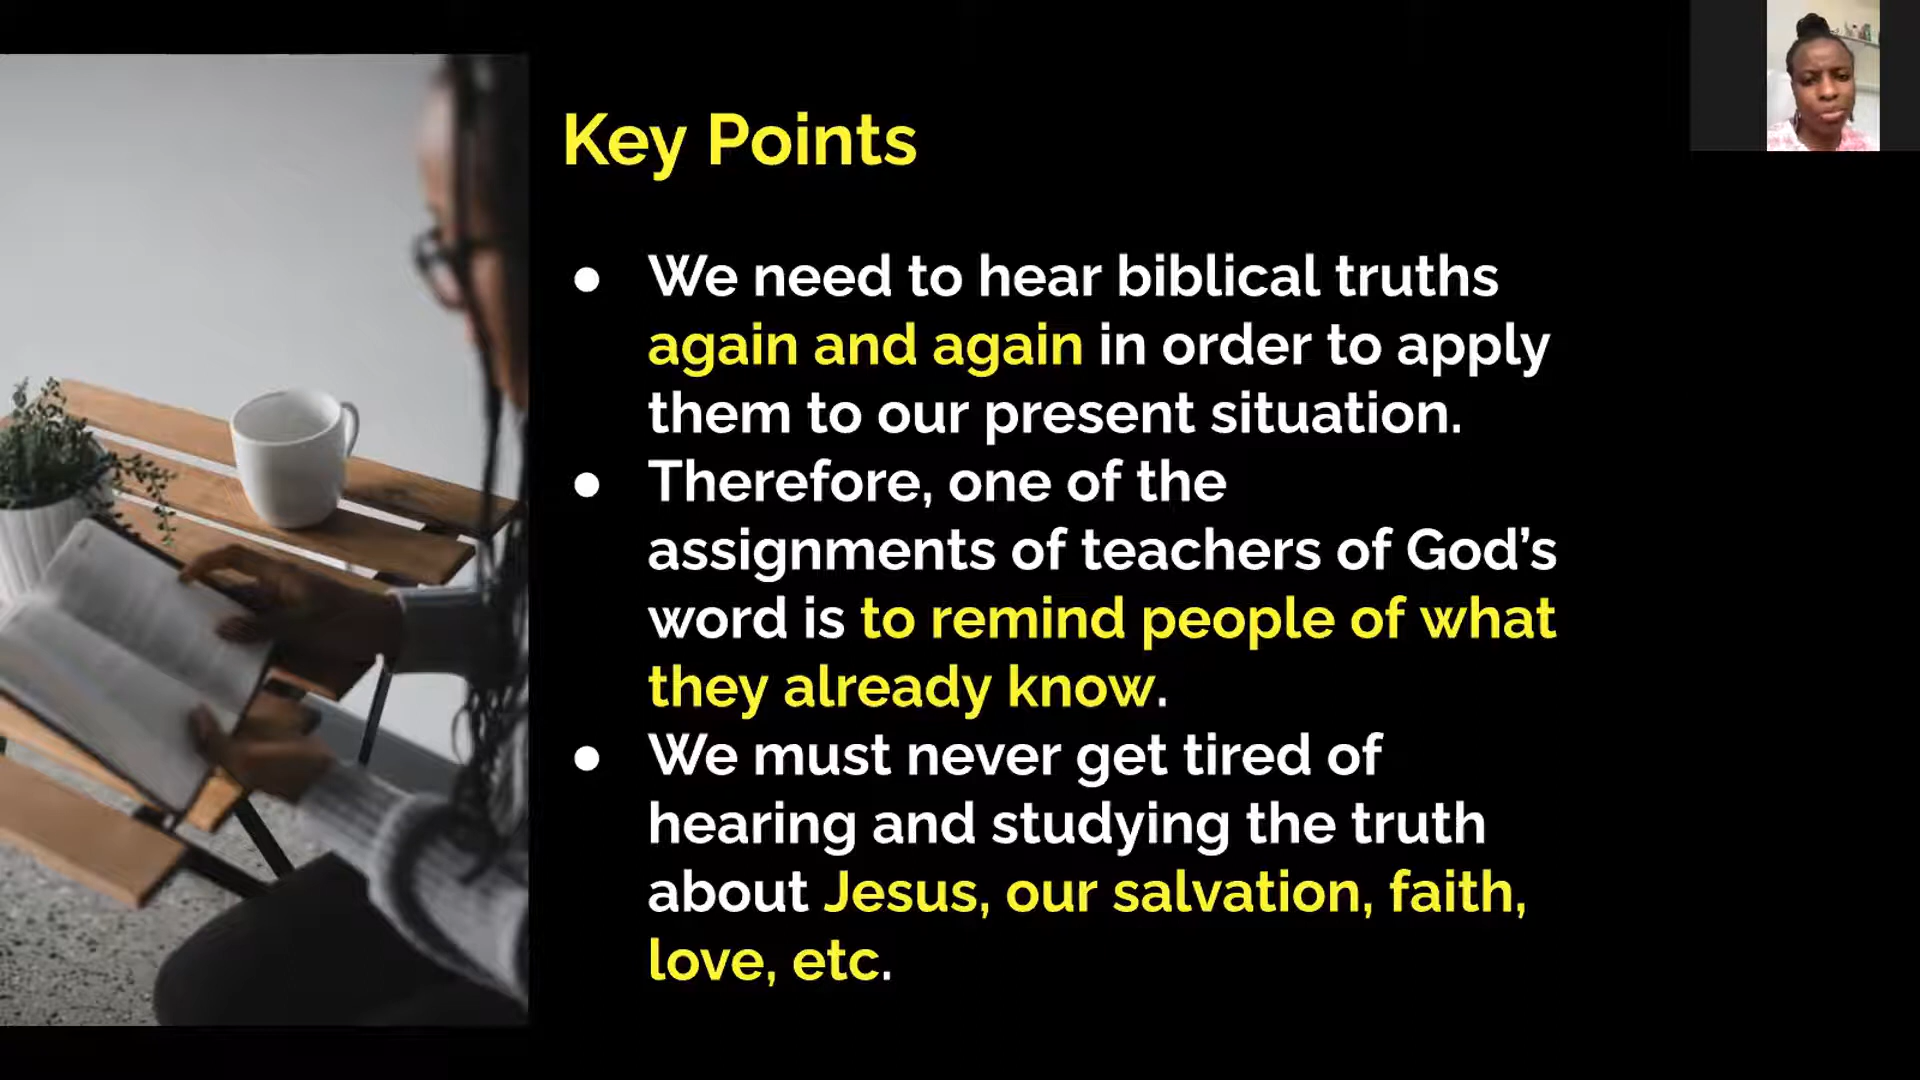 Key Points
● We need to hear biblical truths
again and again in order to apply
them to our present situation.
● Therefore, one of the
assignments of teachers of God’s
word is to remind people of what
they already know.
● We must never get tired of
hearing and studying the truth
about Jesus, our salvation, faith,
love, etc.